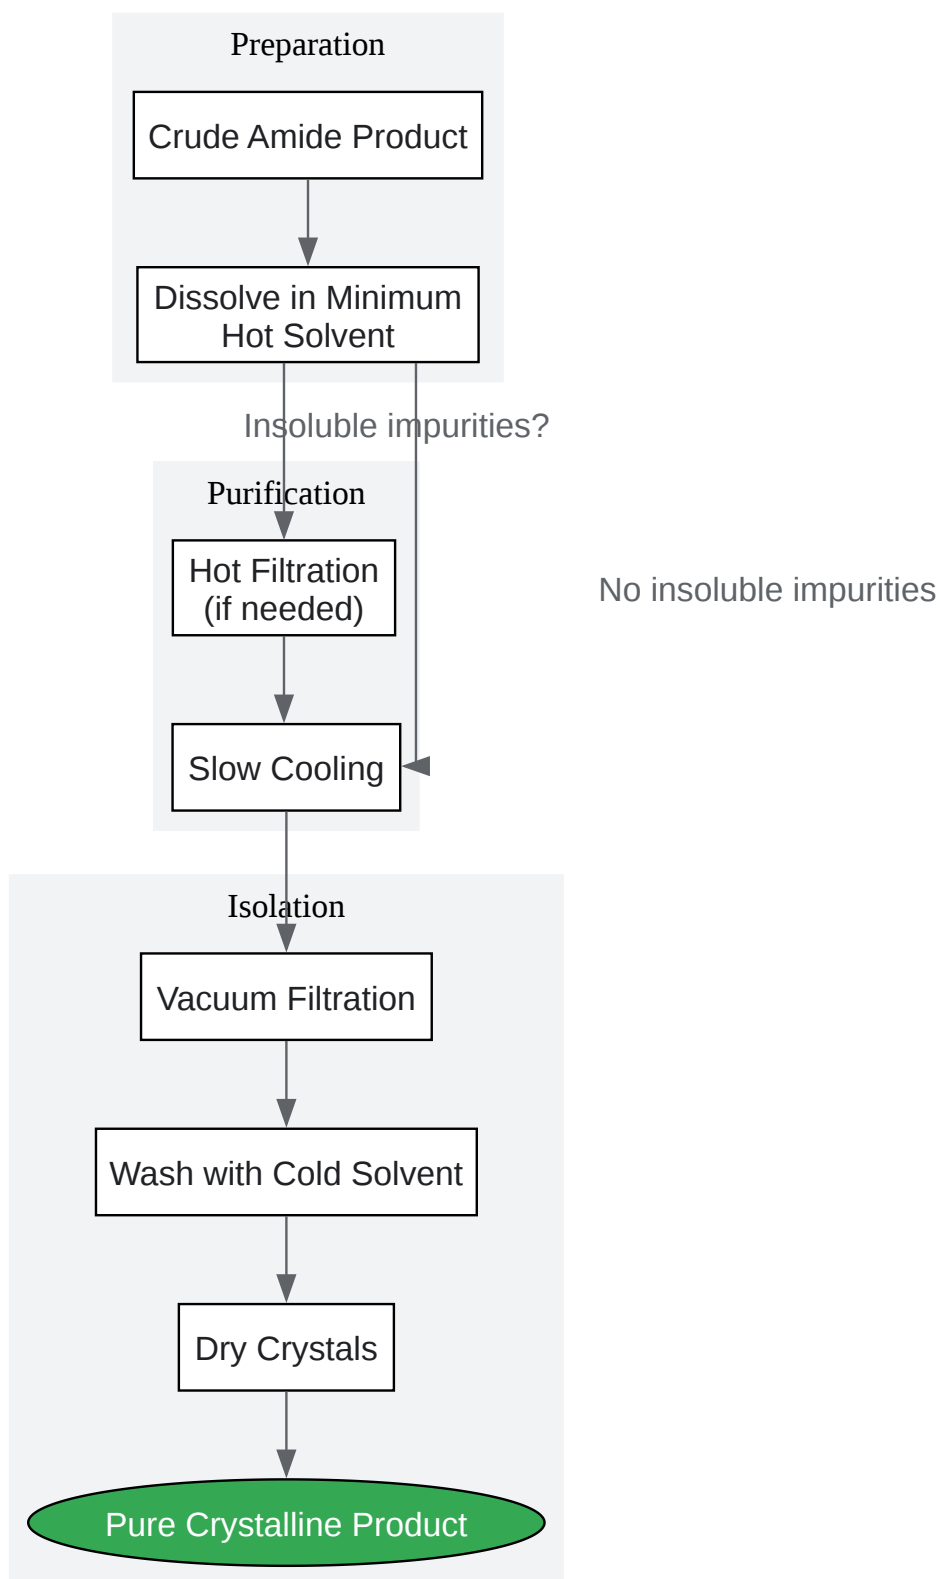 Preparation
Crude Amide Product
Dissolve in Minimum
Hot Solvent
Insoluble impurities?
Purification
Hot Filtration
(if needed)
No insoluble impurities
Slow Cooling
Isolation
Vacuum Filtration
Wash with Cold Solvent
Dry Crystals
Pure Crystalline Product